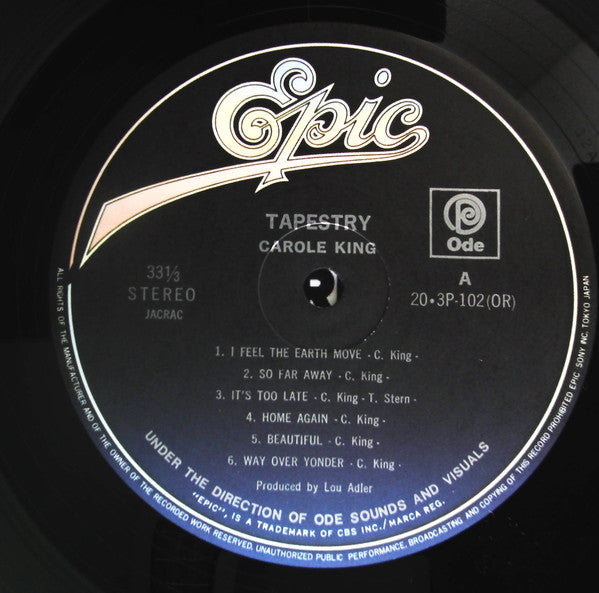 Epic
TAPESTRY
CAROLE KING
Ode
33⅓
STEREO
JACRAC
A
20•3P-102(OR)
1. I FEEL THE EARTH MOVE - C. King -
2. SO FAR AWAY - C. King -
3. IT'S TOO LATE - C. King - T. Stern -
4. HOME AGAIN - C. King -
5. BEAUTIFUL - C. King -
6. WAY OVER YONDER - C. King -
Produced by Lou Adler
UNDER THE DIRECTION OF ODE SOUNDS AND VISUALS
"EPIC", IS A TRADEMARK OF CBS INC./MARCA REG.
ALL RIGHTS OF THE MANUFACTURER AND OF THE OWNER OF THE RECORDED WORK RESERVED. UNAUTHORIZED PUBLIC PERFORMANCE, BROADCASTING AND COPYING OF THIS RECORD PROHIBITED EPIC SONY INC. TOKYO JAPAN